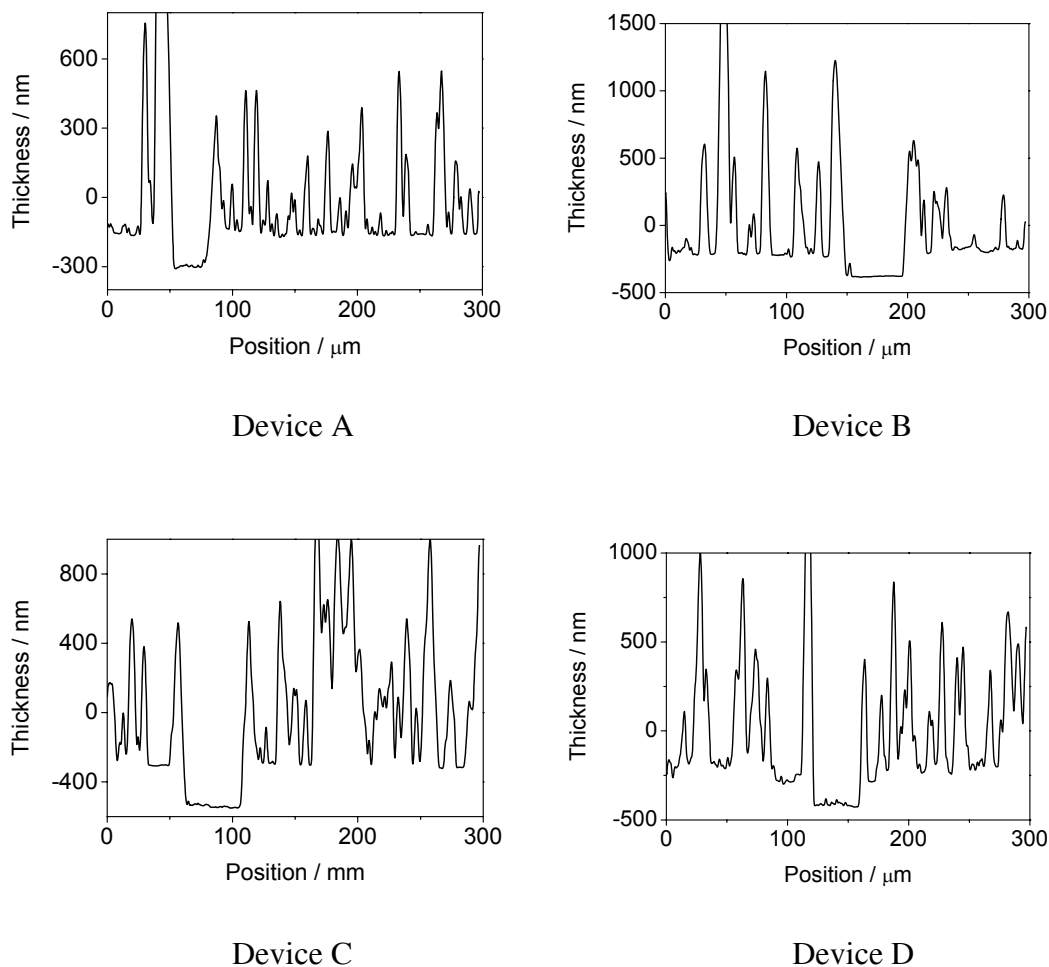 Thickness / nm
600
300
0
-300
0
100
200
300
Position / μm
Device A
Thickness / nm
1500
1000
500
0
-500
0
100
200
300
Position / μm
Device B
Thickness / nm
800
400
0
-400
0
100
200
300
Position / mm
Device C
Thickness / nm
1000
500
0
-500
0
100
200
300
Position / μm
Device D